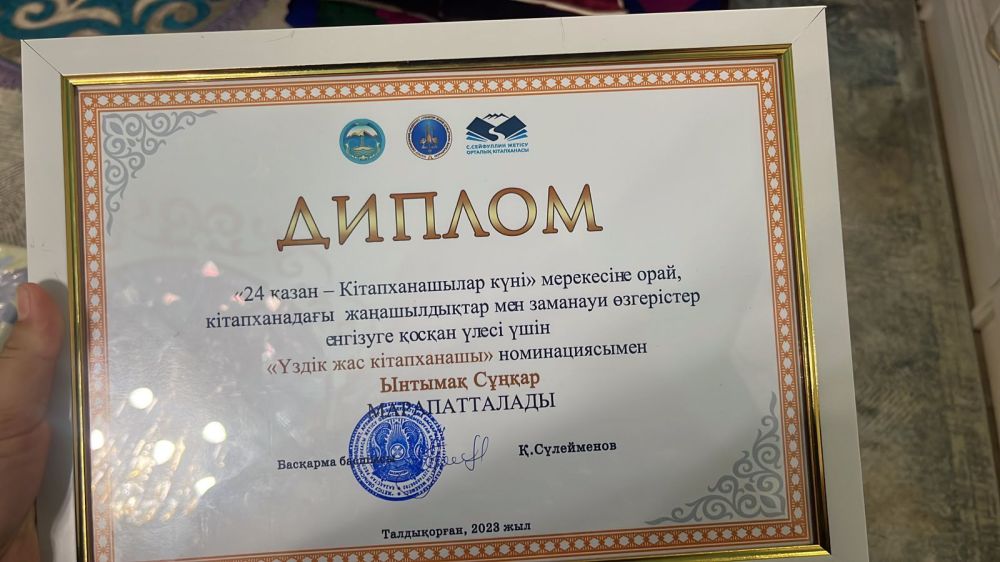 С.СЕЙФУЛЛИН ЖЕТІСУ
ОРТАЛЫҚ КІТАПХАНАСЫ
ДИПЛОМ
«24 қазан – Кітапханашылар күні» мерекесіне орай,
кітапханадағы жаңашылдықтар мен заманауи өзгерістер
енгізуге қосқан үлесі үшін
«Үздік жас кітапханашы» номинациясымен
Ынтымақ Сұңқар
МАРАПАТТАЛАДЫ
Басқарма басшысы
Қ.Сүлейменов
Талдықорған, 2023 жыл